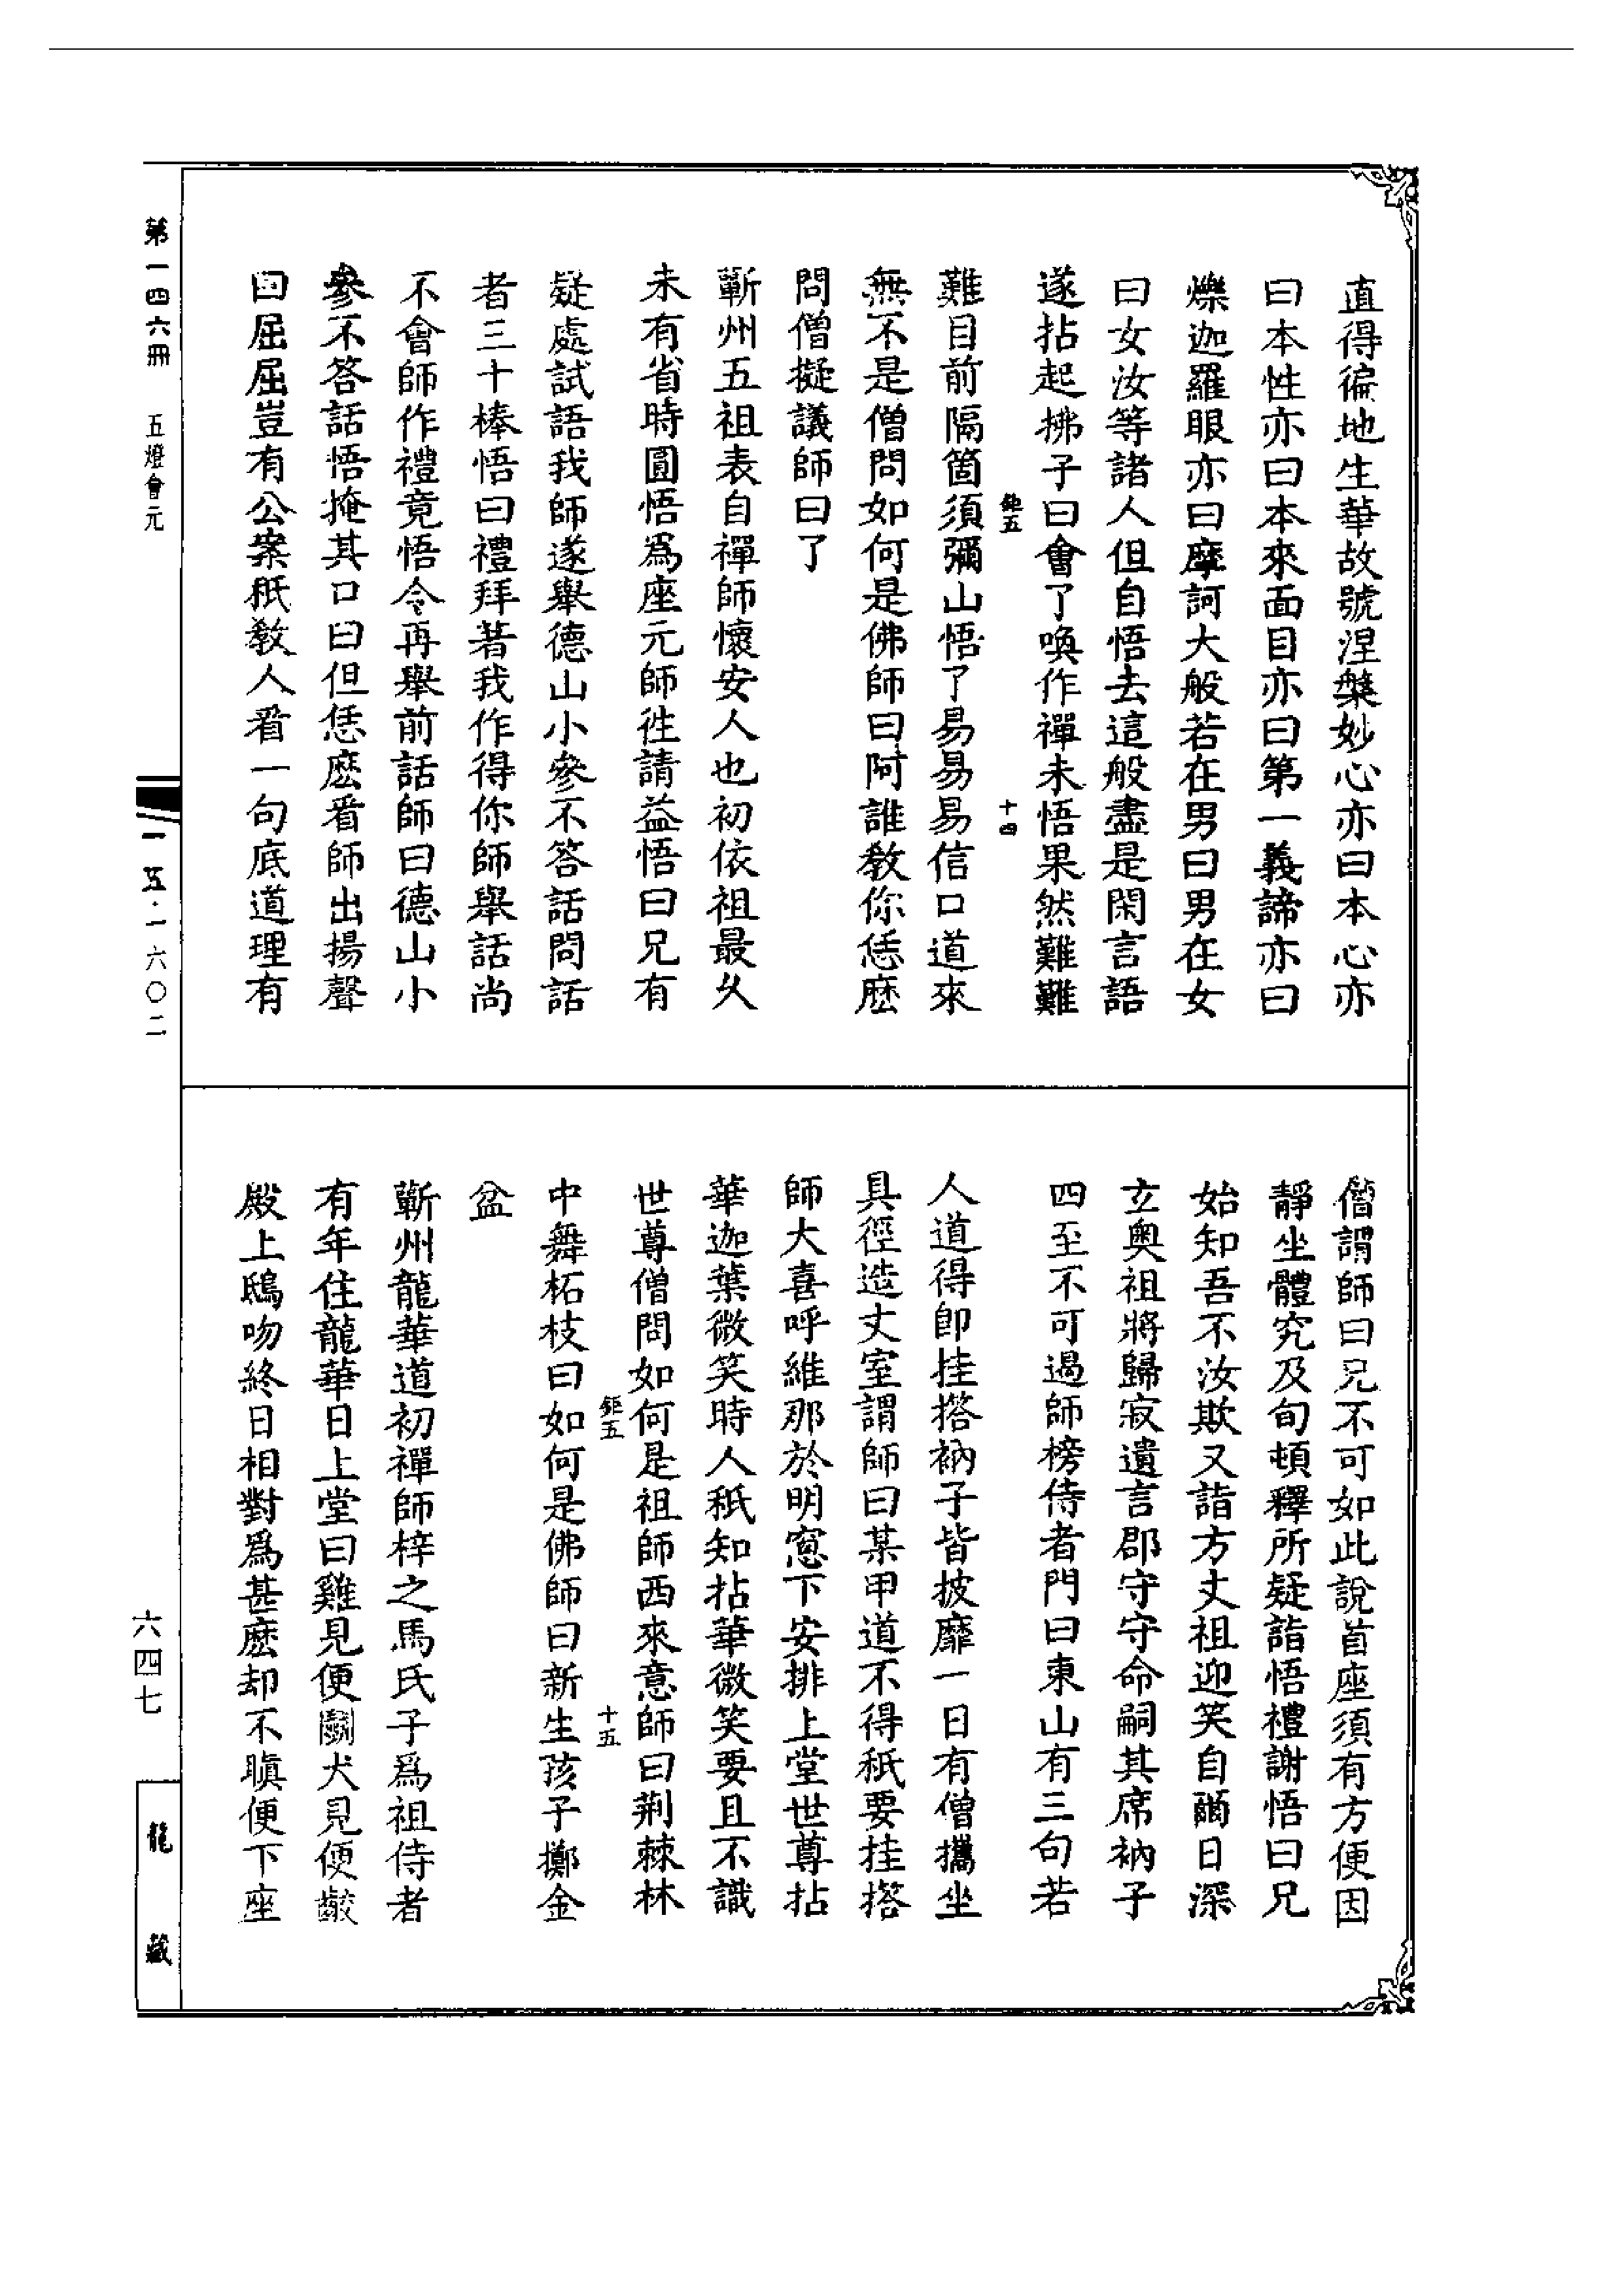 直得徧地生華故號涅槃妙心亦曰本心亦
曰本性亦曰本來面目亦曰第一義諦亦曰
爍迦羅眼亦曰摩訶大般若在男曰男在女
曰女汝等諸人但自悟去這般盡是閑言語
遂拈起拂子曰會了喚作禪未悟果然難難
鉅五 十四
難目前隔箇須彌山悟了易易易信口道來
無不是僧問如何是佛師曰阿誰教你恁麽
問僧擬議師曰了
蘄州五祖表自禪師懷安人也初依祖最久
未有省時圓悟爲座元師徃請益悟曰兄有
疑處試語我師遂舉德山小參不答話問話
者三十棒悟曰禮拜著我作得你師舉話尚
不會師作禮竟悟令再舉前話師曰德山小
參不答話悟掩其口曰但恁麽看師出揚聲
曰屈屈豈有公案秖教人看一句底道理有
僧謂師曰兄不可如此說首座須有方便因
靜坐體究及旬頓釋所疑詣悟禮謝悟曰兄
始知吾不汝欺又詣方丈祖迎笑自爾日深
玄奧祖將歸寂遺言郡守守命嗣其席衲子
四至不可遏師榜侍者門曰東山有三句若
人道得卽挂搭衲子皆披靡一日有僧攜坐
具徑造丈室謂師曰某甲道不得秖要挂搭
師大喜呼維那於明窓下安排上堂世尊拈
華迦葉微笑時人秖知拈華微笑要且不識
世尊僧問如何是祖師西來意師曰荆棘林
鉅五 十五
中舞柘枝曰如何是佛師曰新生孩子擲金
盆
蘄州龍華道初禪師梓之馬氏子爲祖侍者
有年住龍華日上堂曰雞見便鬭犬見便齩
殿上鴟吻終日相對爲甚麽却不瞋便下座
第一四六冊 五燈會元
一五·一六〇二
六四七
龍藏